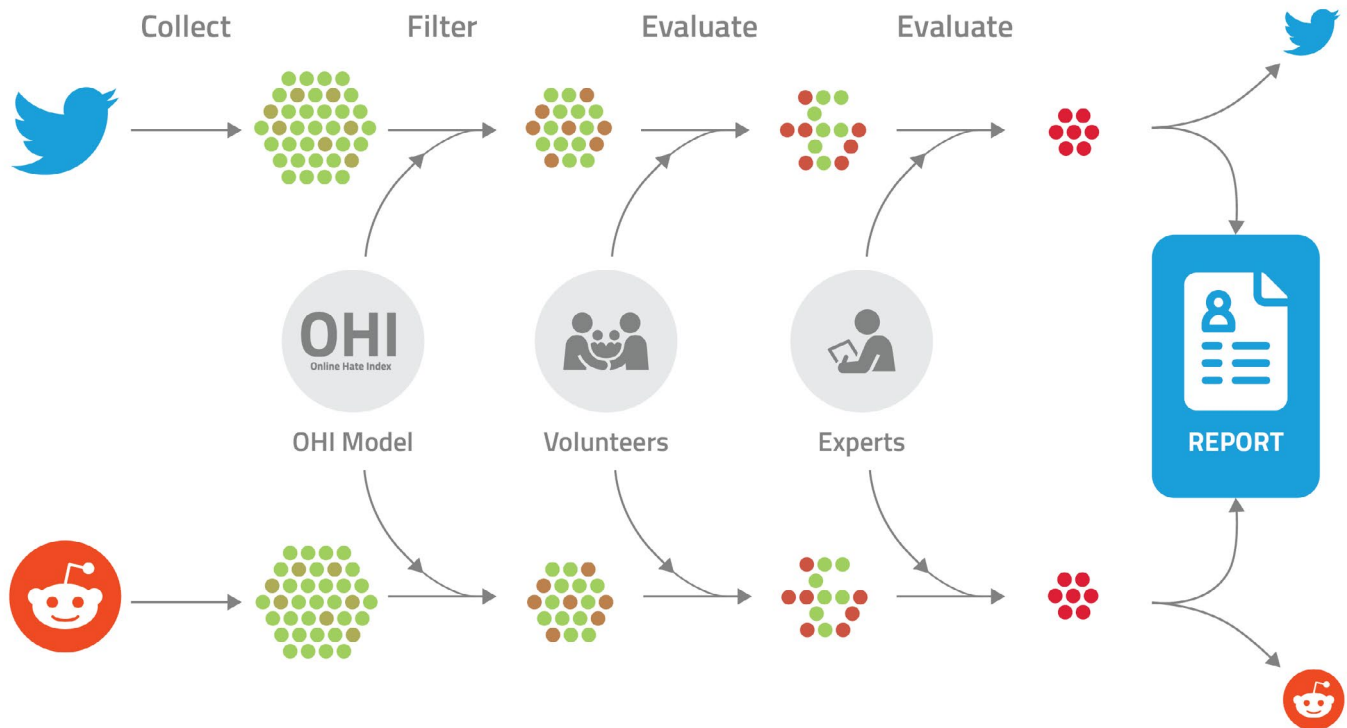 Collect
Filter
Evaluate
Evaluate
OHI
Online Hate Index
OHI Model
Volunteers
Experts
REPORT